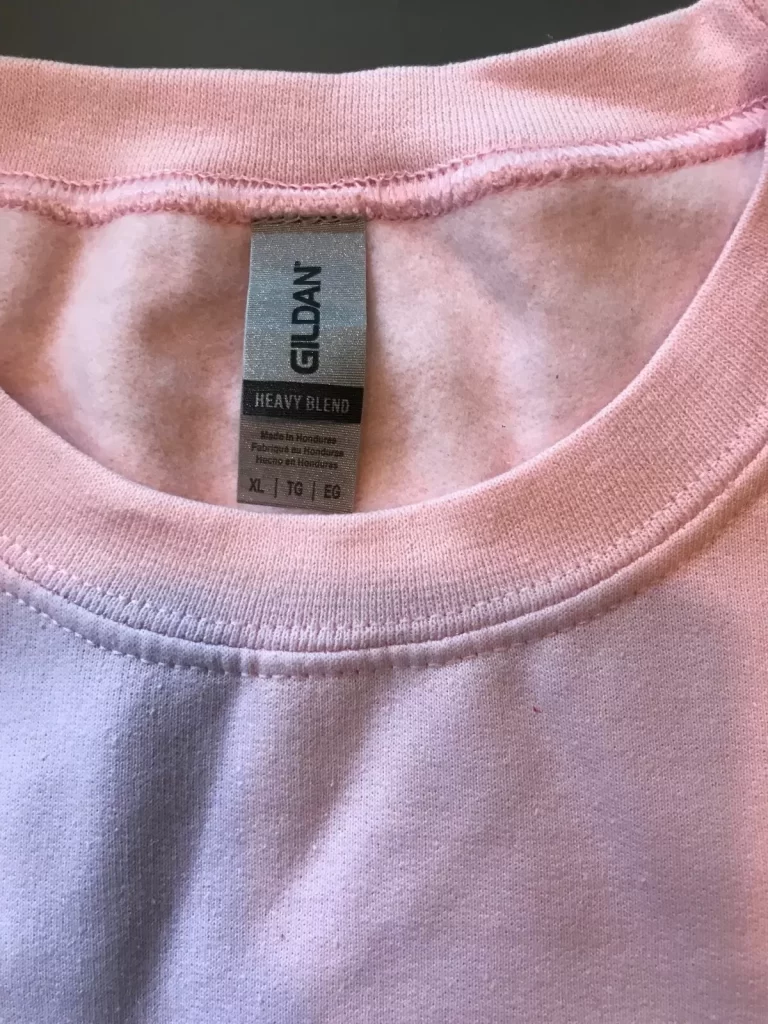 GILDAN
HEAVY BLEND
Made in Honduras
Fabriqué au Honduras
Hecho en Honduras
XL | TG | EG